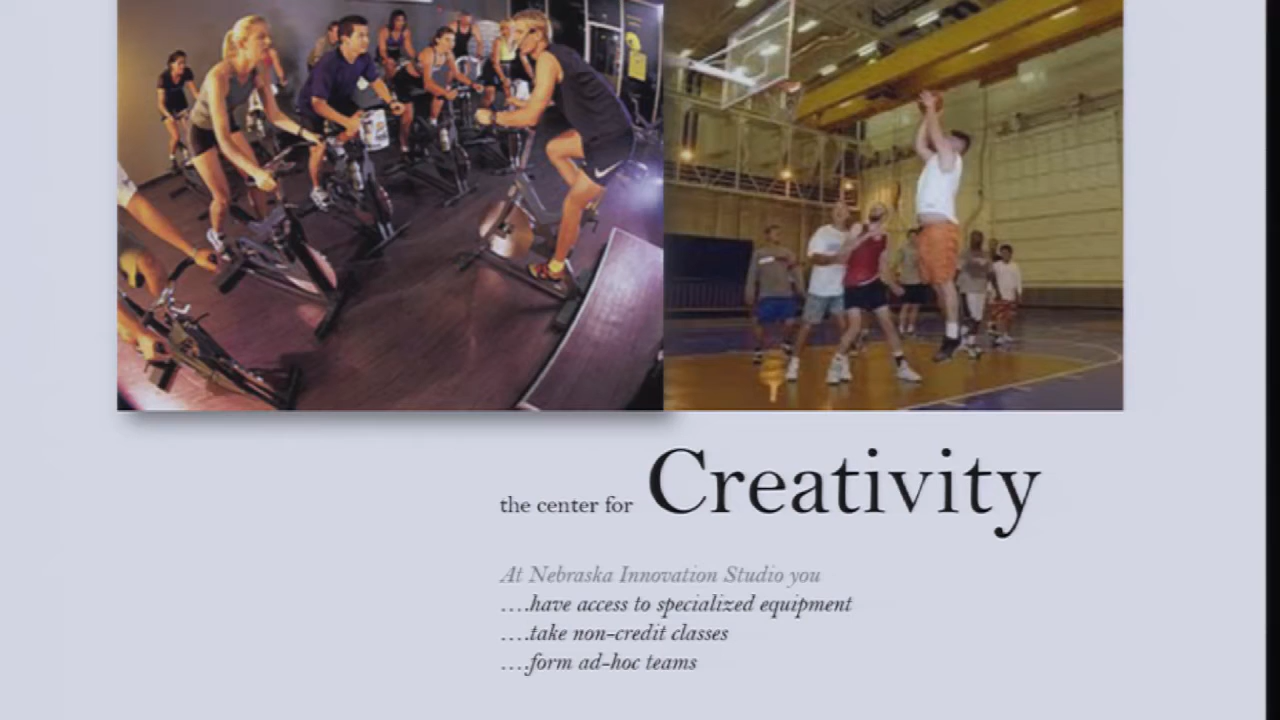 the center for Creativity
At Nebraska Innovation Studio you
....have access to specialized equipment
....take non-credit classes
....form ad-hoc teams